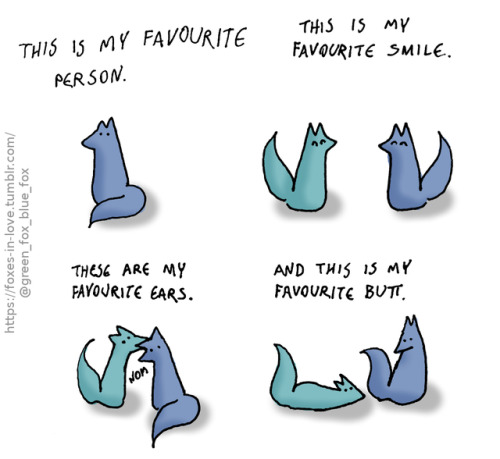 THIS IS MY FAVOURITE
PERSON.
THIS IS MY
FAVOURITE SMILE.
THESE ARE MY
FAVOURITE EARS.
NOM
AND THIS IS MY
FAVOURITE BUTT.
https://foxes-in-love.tumblr.com/
@green_fox_blue_fox